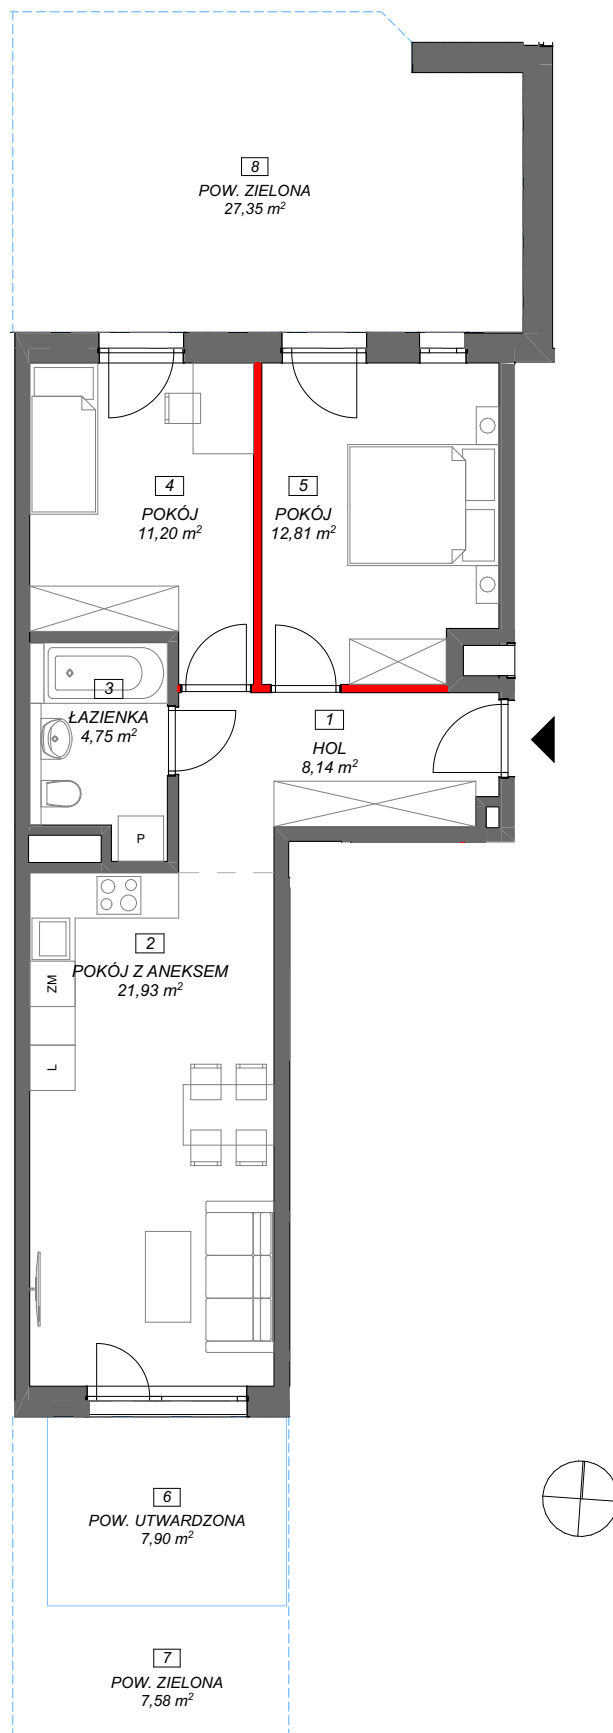 8
POW. ZIELONA
27,35 m²
4
POKÓJ
11,20 m²
5
POKÓJ
12,81 m²
3
ŁAZIENKA
4,75 m²
1
HOL
8,14 m²
P
2
POKÓJ Z ANEKSEM
21,93 m²
ZM
L
6
POW. UTWARDZONA
7,90 m²
7
POW. ZIELONA
7,58 m²